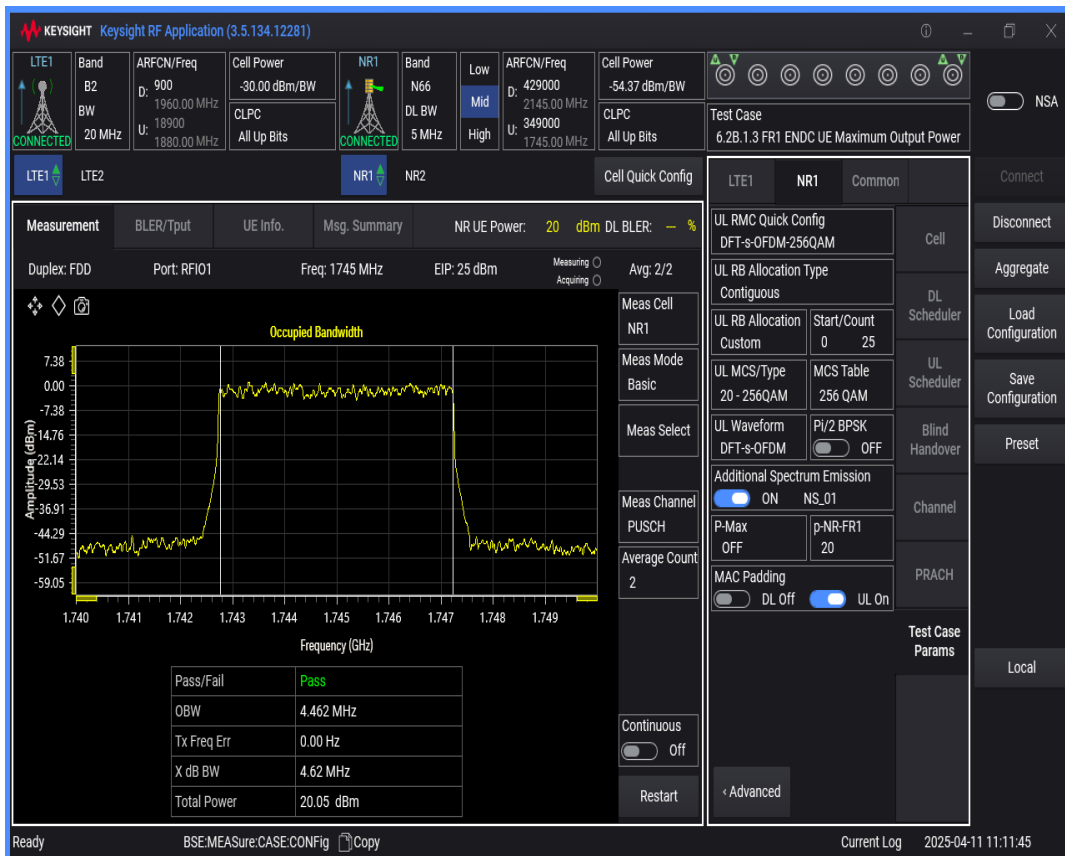 KEYSIGHT Keysight RF Application (3.5.134.12281)
LTE1
CONNECTED
Band
B2
BW
20 MHz
ARFCN/Freq
D: 900
1960.00 MHz
U: 18900
1880.00 MHz
Cell Power
-30.00 dBm/BW
CLPC
All Up Bits
NR1
CONNECTED
Band
N66
DL BW
5 MHz
Low
Mid
High
ARFCN/Freq
D: 429000
2145.00 MHz
U: 349000
1745.00 MHz
Cell Power
-54.37 dBm/BW
CLPC
All Up Bits
Test Case
6.2B.1.3 FR1 ENDC UE Maximum Output Power
NSA
LTE1 LTE2 NR1 NR2 Cell Quick Config
Measurement BLER/Tput UE Info. Msg. Summary NR UE Power: 20 dBm DL BLER: — %
Duplex: FDD Port: RFIO1 Freq: 1745 MHz EIP: 25 dBm Measuring Acquiring Avg: 2/2
Occupied Bandwidth
7.38
0.00
-7.38
-14.76
-22.14
-29.53
-36.91
-44.29
-51.67
-59.05
Amplitude (dBm)
1.740 1.741 1.742 1.743 1.744 1.745 1.746 1.747 1.748 1.749
Frequency (GHz)
Pass/Fail Pass
OBW 4.462 MHz
Tx Freq Err 0.00 Hz
X dB BW 4.62 MHz
Total Power 20.05 dBm
Meas Cell
NR1
Meas Mode
Basic
Meas Select
Meas Channel
PUSCH
Average Count
2
Continuous
Off
Restart
LTE1 NR1 Common
UL RMC Quick Config
DFT-s-OFDM-256QAM
UL RB Allocation Type
Contiguous
UL RB Allocation Start/Count
Custom 0 25
UL MCS/Type MCS Table
20 - 256QAM 256 QAM
UL Waveform Pi/2 BPSK
DFT-s-OFDM OFF
Additional Spectrum Emission
ON NS_01
P-Max p-NR-FR1
OFF 20
MAC Padding
DL Off UL On
‹ Advanced
Cell
DL
Scheduler
UL
Scheduler
Blind
Handover
Channel
PRACH
Test Case
Params
Connect
Disconnect
Aggregate
Load
Configuration
Save
Configuration
Preset
Local
Ready BSE:MEASure:CASE:CONFig Copy Current Log 2025-04-11 11:11:45